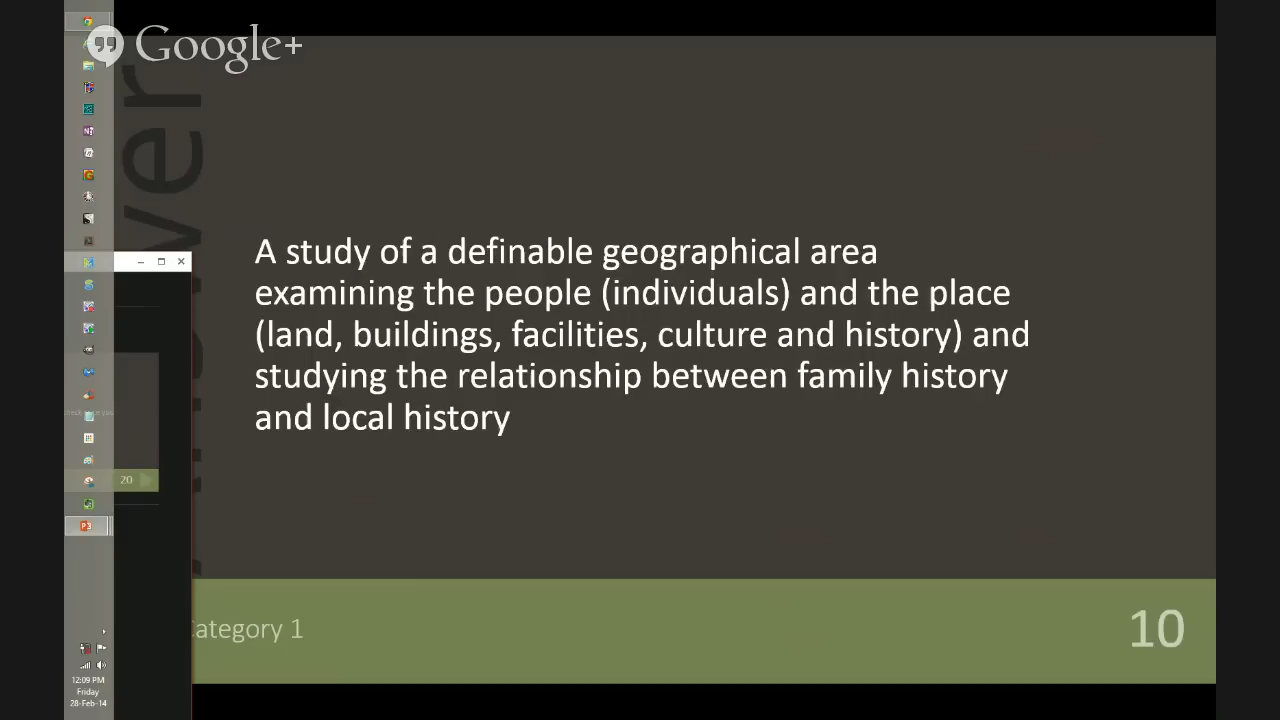 Google+
A study of a definable geographical area
examining the people (individuals) and the place
(land, buildings, facilities, culture and history) and
studying the relationship between family history
and local history
20
Category 1
10
12:09 PM
Friday
28-Feb-14